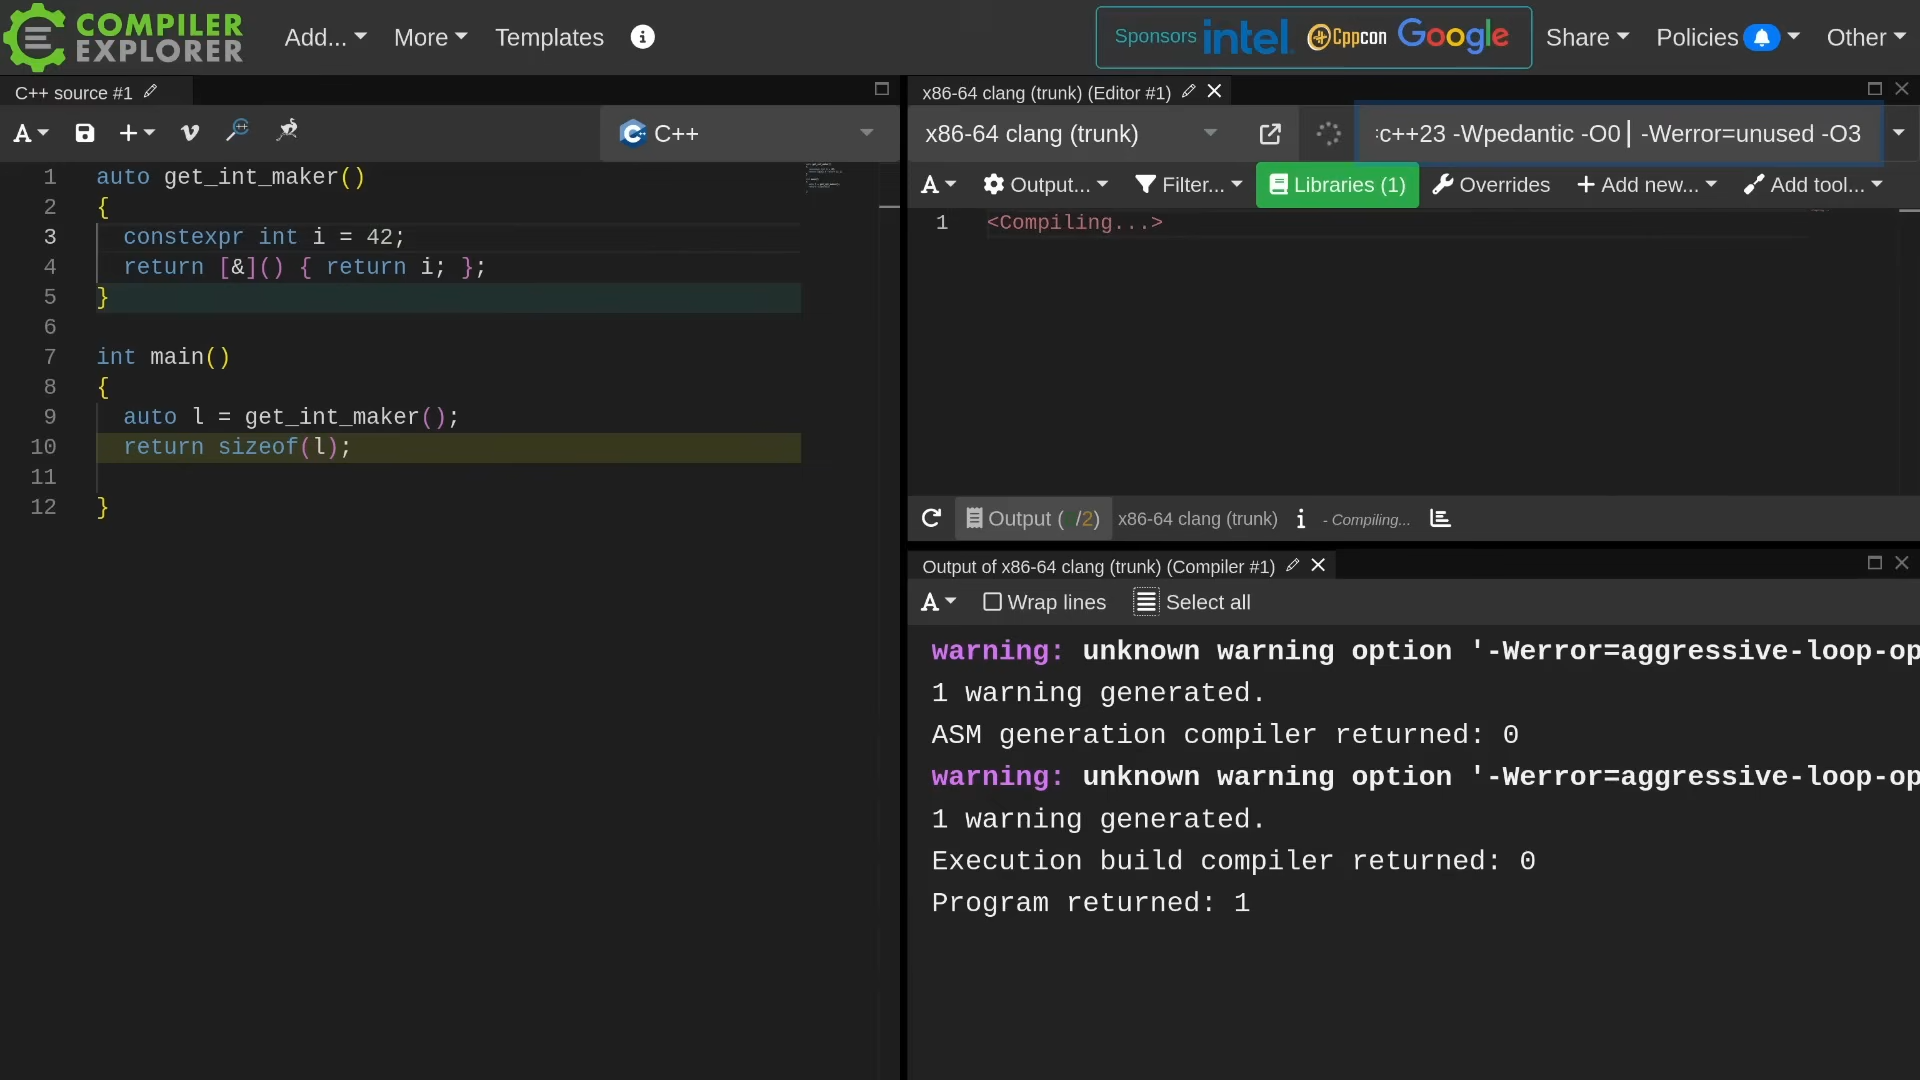 COMPILER
EXPLORER
Add... More Templates
Sponsors intel. Cppcon Google Share Policies Other
C++ source #1
A C++
1 auto get_int_maker()
2 {
3 constexpr int i = 42;
4 return [&]() { return i; };
5 }
6
7 int main()
8 {
9 auto l = get_int_maker();
10 return sizeof(l);
11
12 }
x86-64 clang (trunk) (Editor #1)
x86-64 clang (trunk) :c++23 -Wpedantic -O0 -Werror=unused -O3
A Output... Filter... Libraries (1) Overrides + Add new... Add tool...
1 <Compiling...>
Output ( /2) x86-64 clang (trunk) i - Compiling...
Output of x86-64 clang (trunk) (Compiler #1)
A Wrap lines Select all
warning: unknown warning option '-Werror=aggressive-loop-op
1 warning generated.
ASM generation compiler returned: 0
warning: unknown warning option '-Werror=aggressive-loop-op
1 warning generated.
Execution build compiler returned: 0
Program returned: 1